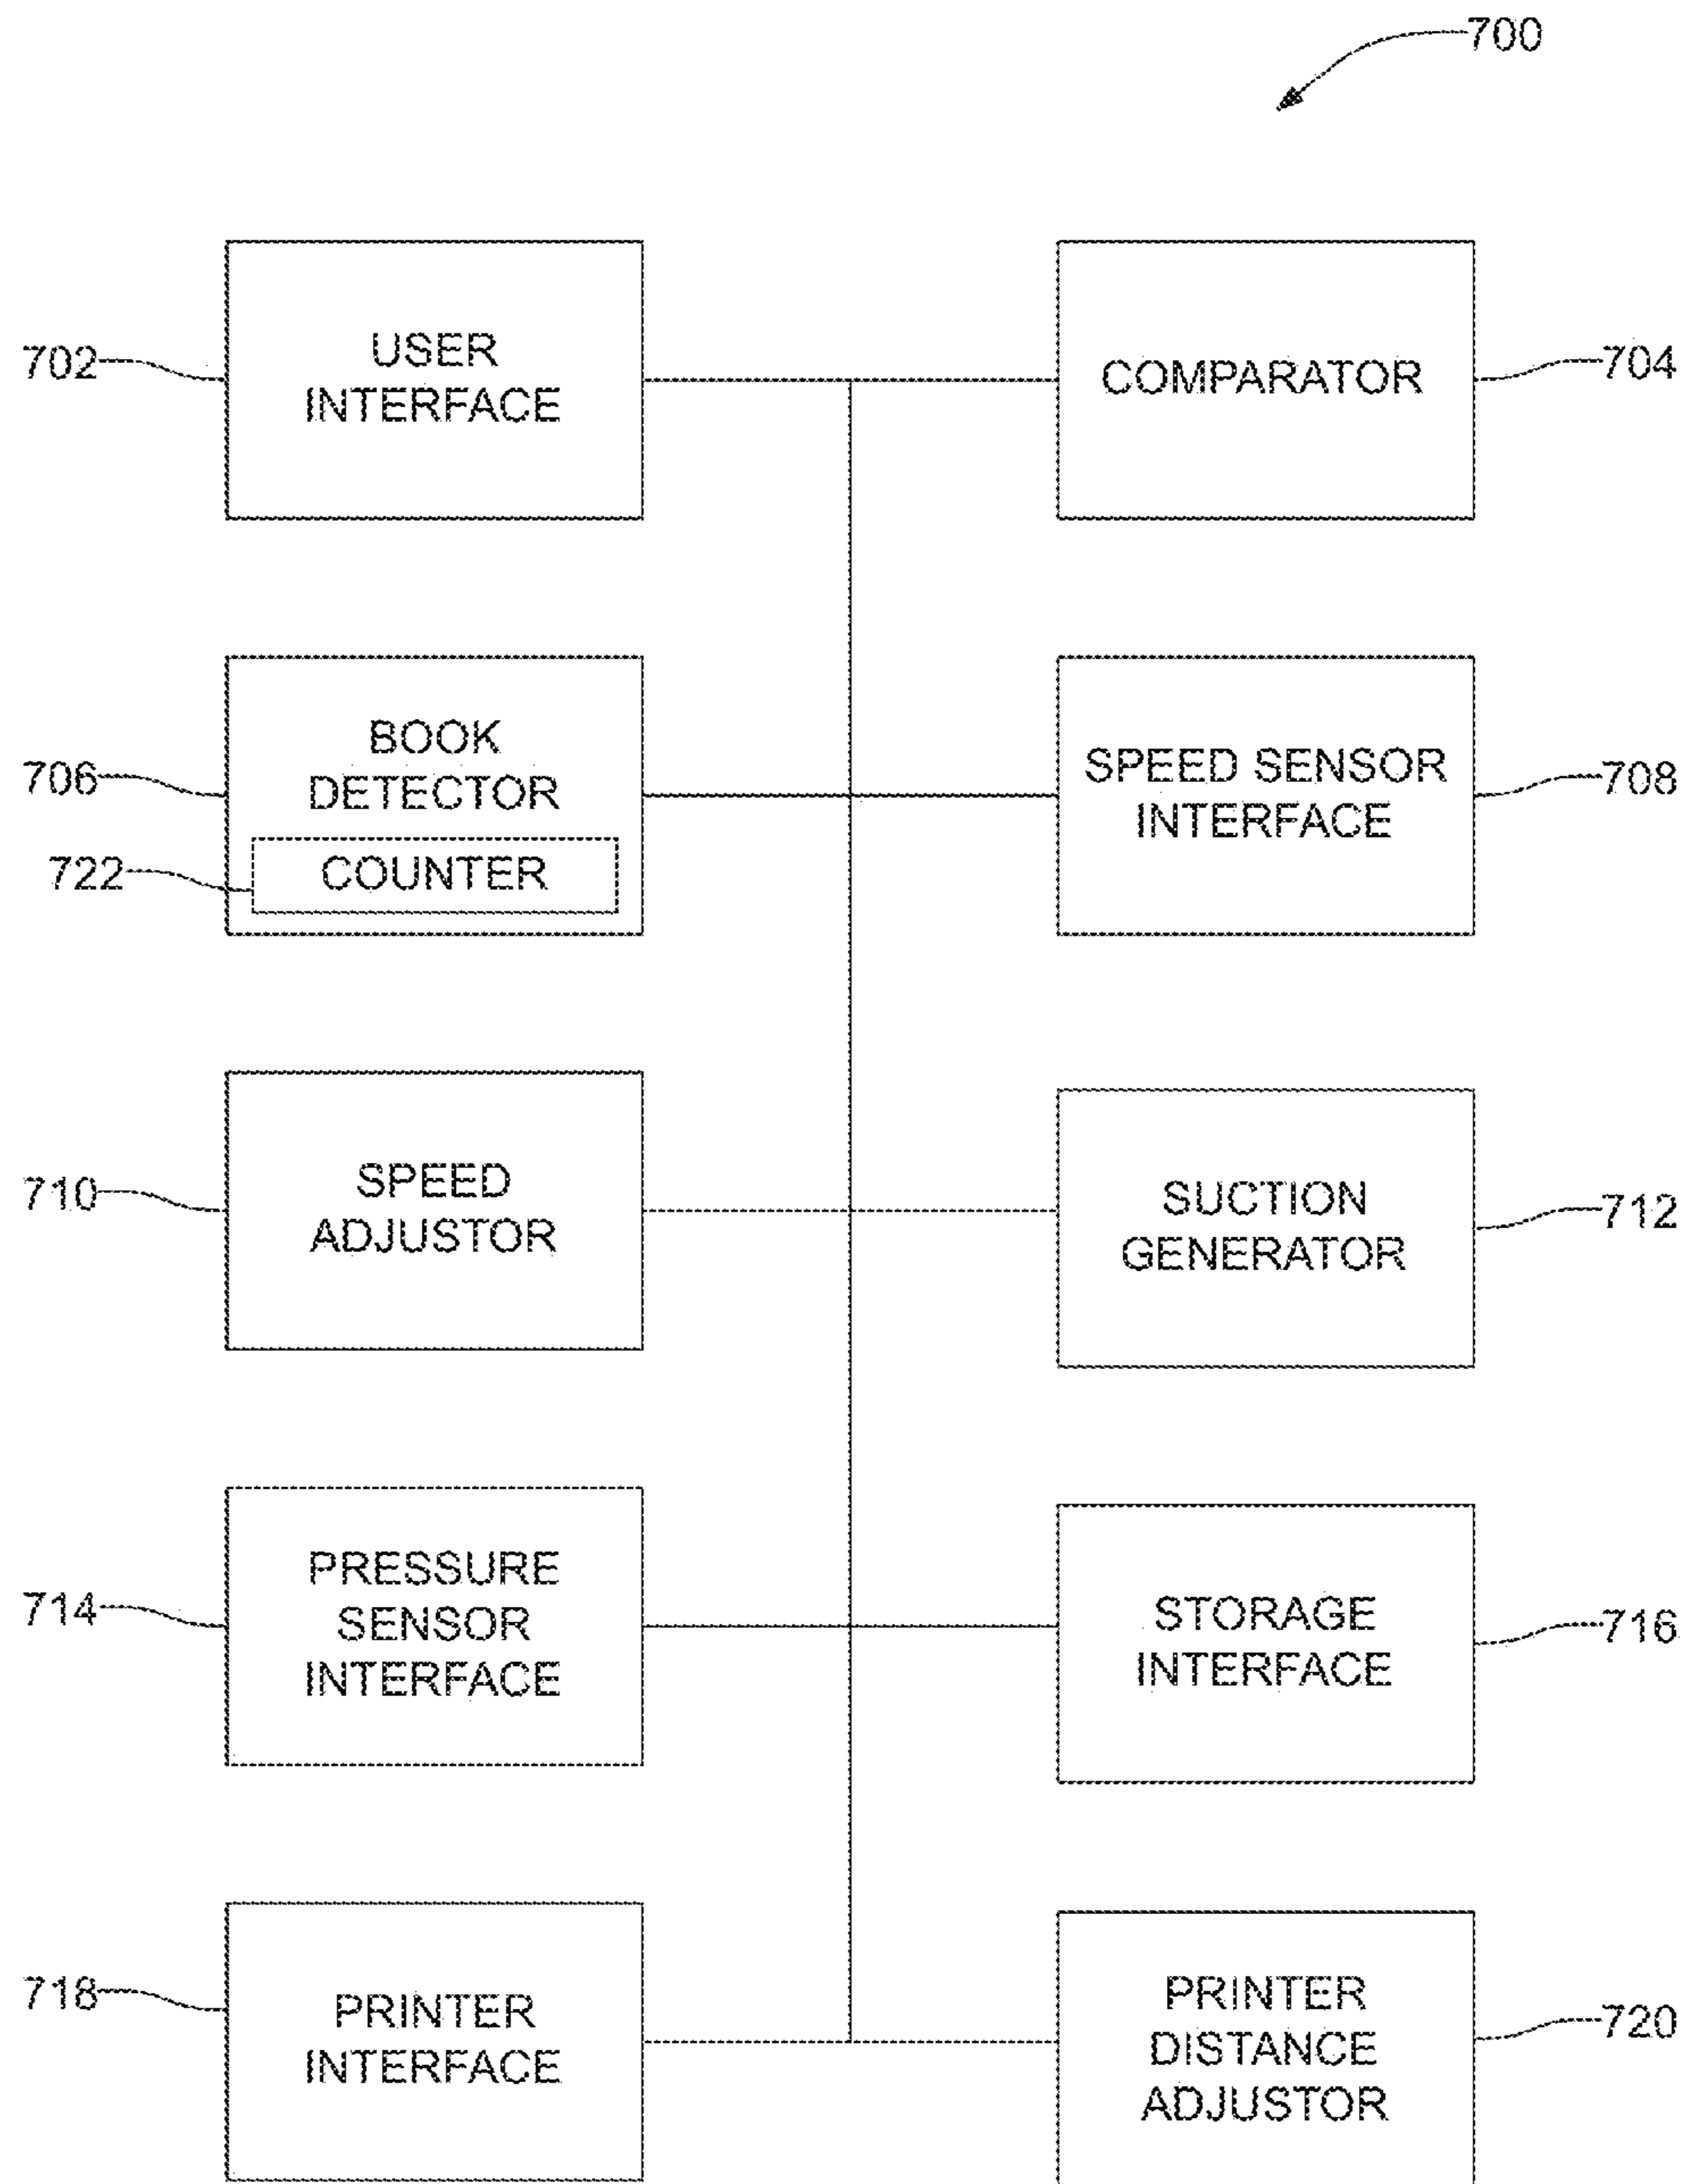 700
702
USER
INTERFACE
COMPARATOR
704
706
BOOK
DETECTOR
722
COUNTER
SPEED SENSOR
INTERFACE
708
710
SPEED
ADJUSTOR
SUCTION
GENERATOR
712
714
PRESSURE
SENSOR
INTERFACE
STORAGE
INTERFACE
716
718
PRINTER
INTERFACE
PRINTER
DISTANCE
ADJUSTOR
720